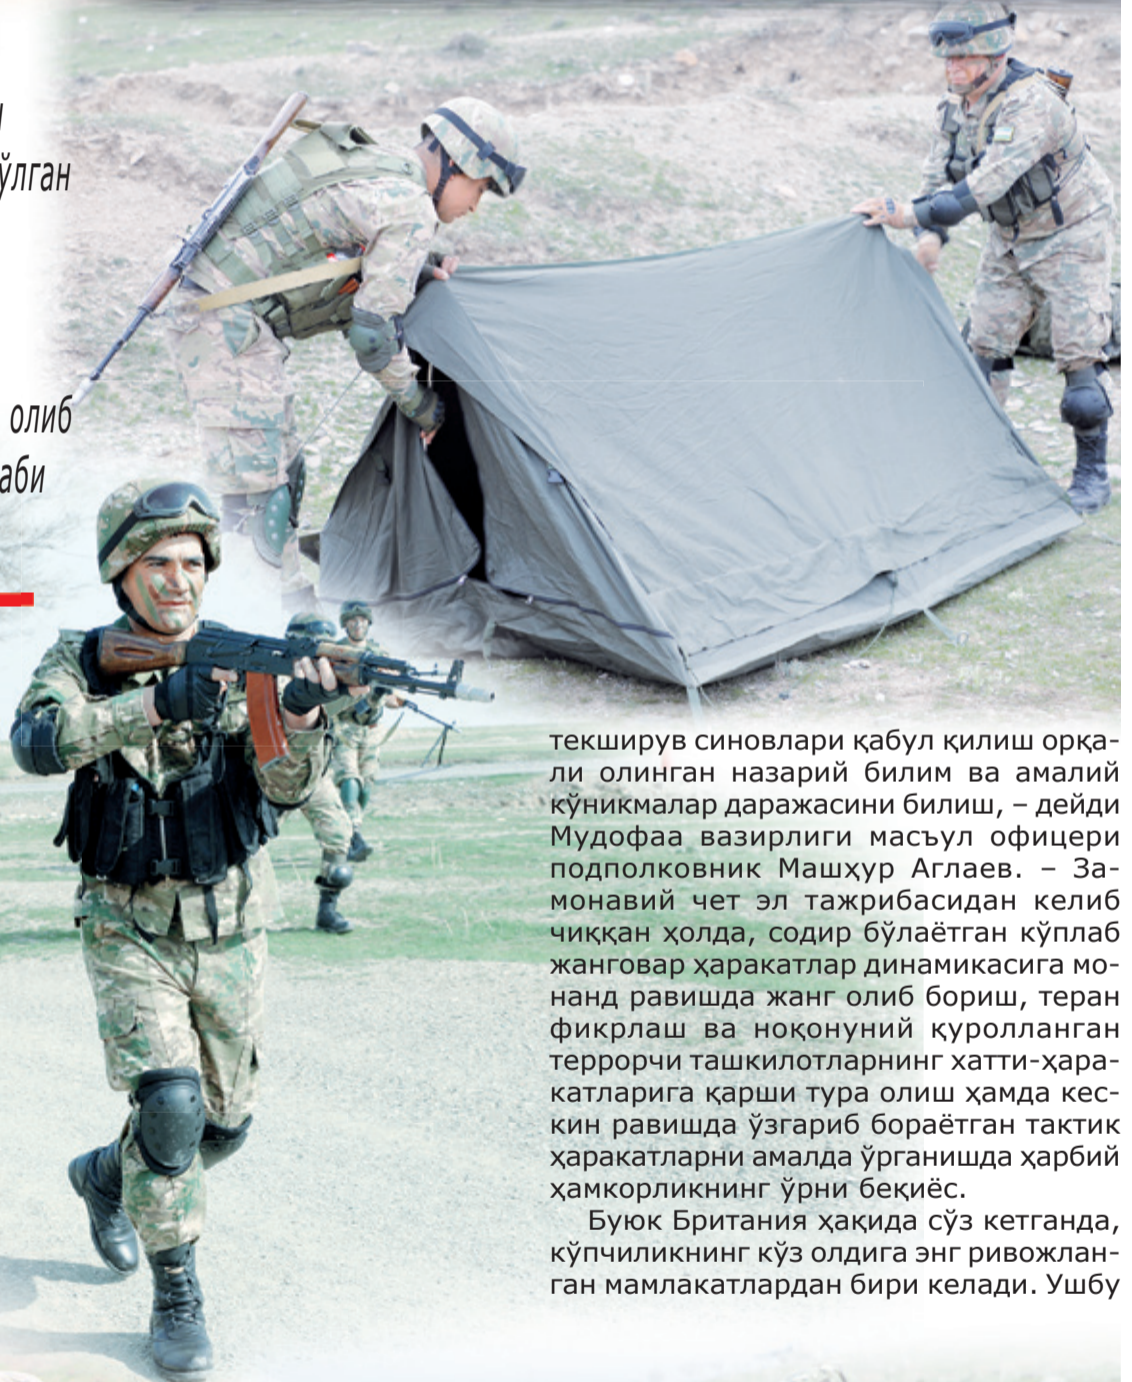 ўлган
олиб
аби
текширув синовлари қабул қилиш орқа-
ли олинган назарий билим ва амалий
кўникмалар даражасини билиш, – дейди
Мудофаа вазирлиги масъул офицери
подполковник Машҳур Аглаев. – За-
монавий чет эл тажрибасидан келиб
чиққан ҳолда, содир бўлаётган кўплаб
жанговар ҳаракатлар динамикасига мо-
нанд равишда жанг олиб бориш, теран
фикрлаш ва ноқонуний қуролланган
террорчи ташкилотларнинг хатти-ҳара-
катларига қарши тура олиш ҳамда кес-
кин равишда ўзгариб бораётган тактик
ҳаракатларни амалда ўрганишда ҳарбий
ҳамкорликнинг ўрни беқиёс.
Буюк Британия ҳақида сўз кетганда,
кўпчиликнинг кўз олдига энг ривожлан-
ган мамлакатлардан бири келади. Ушбу